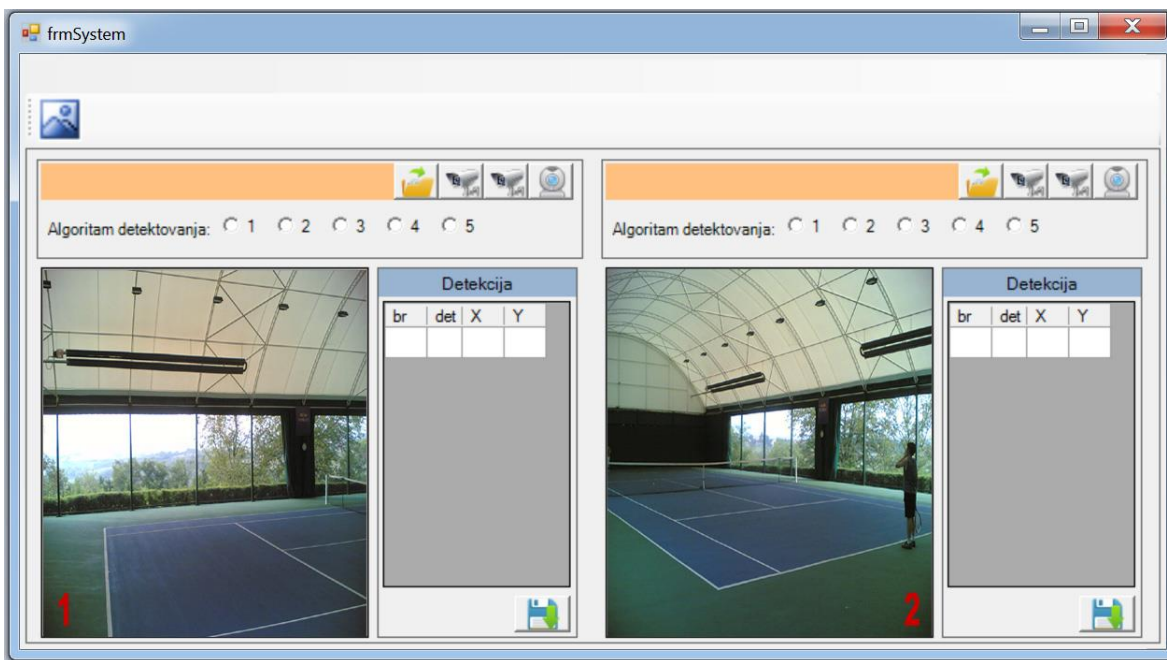 frmSystem
Algoritam detektovanja: 1 2 3 4 5
Algoritam detektovanja: 1 2 3 4 5
Detekcija
br det X Y
Detekcija
br det X Y
1
2